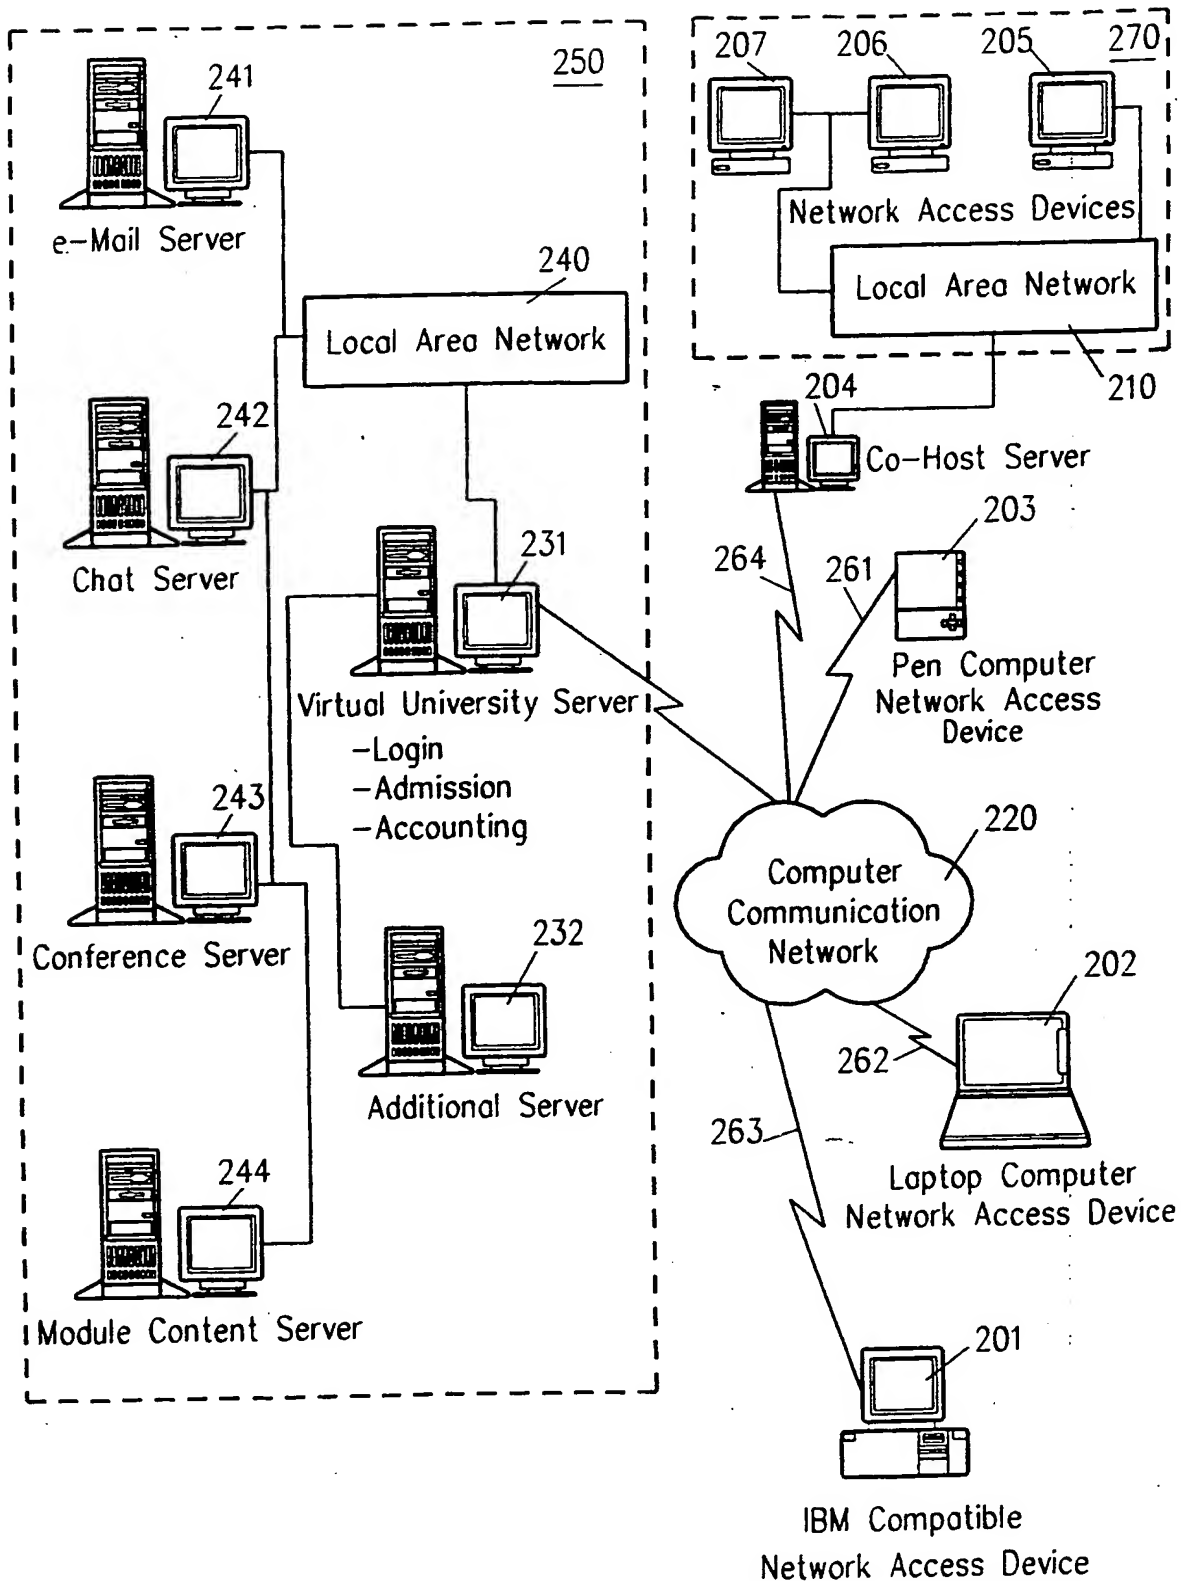 250
241
e-Mail Server
240
Local Area Network
242
Chat Server
231
Virtual University Server
-Login
-Admission
-Accounting
243
Conference Server
232
Additional Server
244
Module Content Server
207
206
205
270
Network Access Devices
Local Area Network
210
204
Co-Host Server
203
264
261
Pen Computer
Network Access
Device
220
Computer
Communication
Network
202
262
263
Laptop Computer
Network Access Device
201
IBM Compatible
Network Access Device